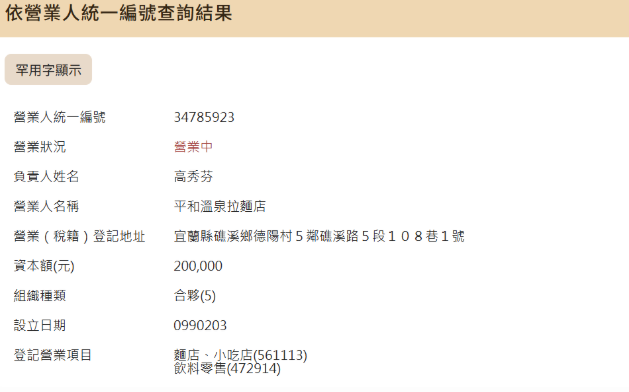 依營業人統一編號查詢結果
罕用字顯示
營業人統一編號 34785923
營業狀況 營業中
負責人姓名 高秀芬
營業人名稱 平和溫泉拉麵店
營業（稅籍）登記地址 宜蘭縣礁溪鄉德陽村５鄰礁溪路５段１０８巷１號
資本額(元) 200,000
組織種類 合夥(5)
設立日期 0990203
登記營業項目 麵店、小吃店(561113)
飲料零售(472914)